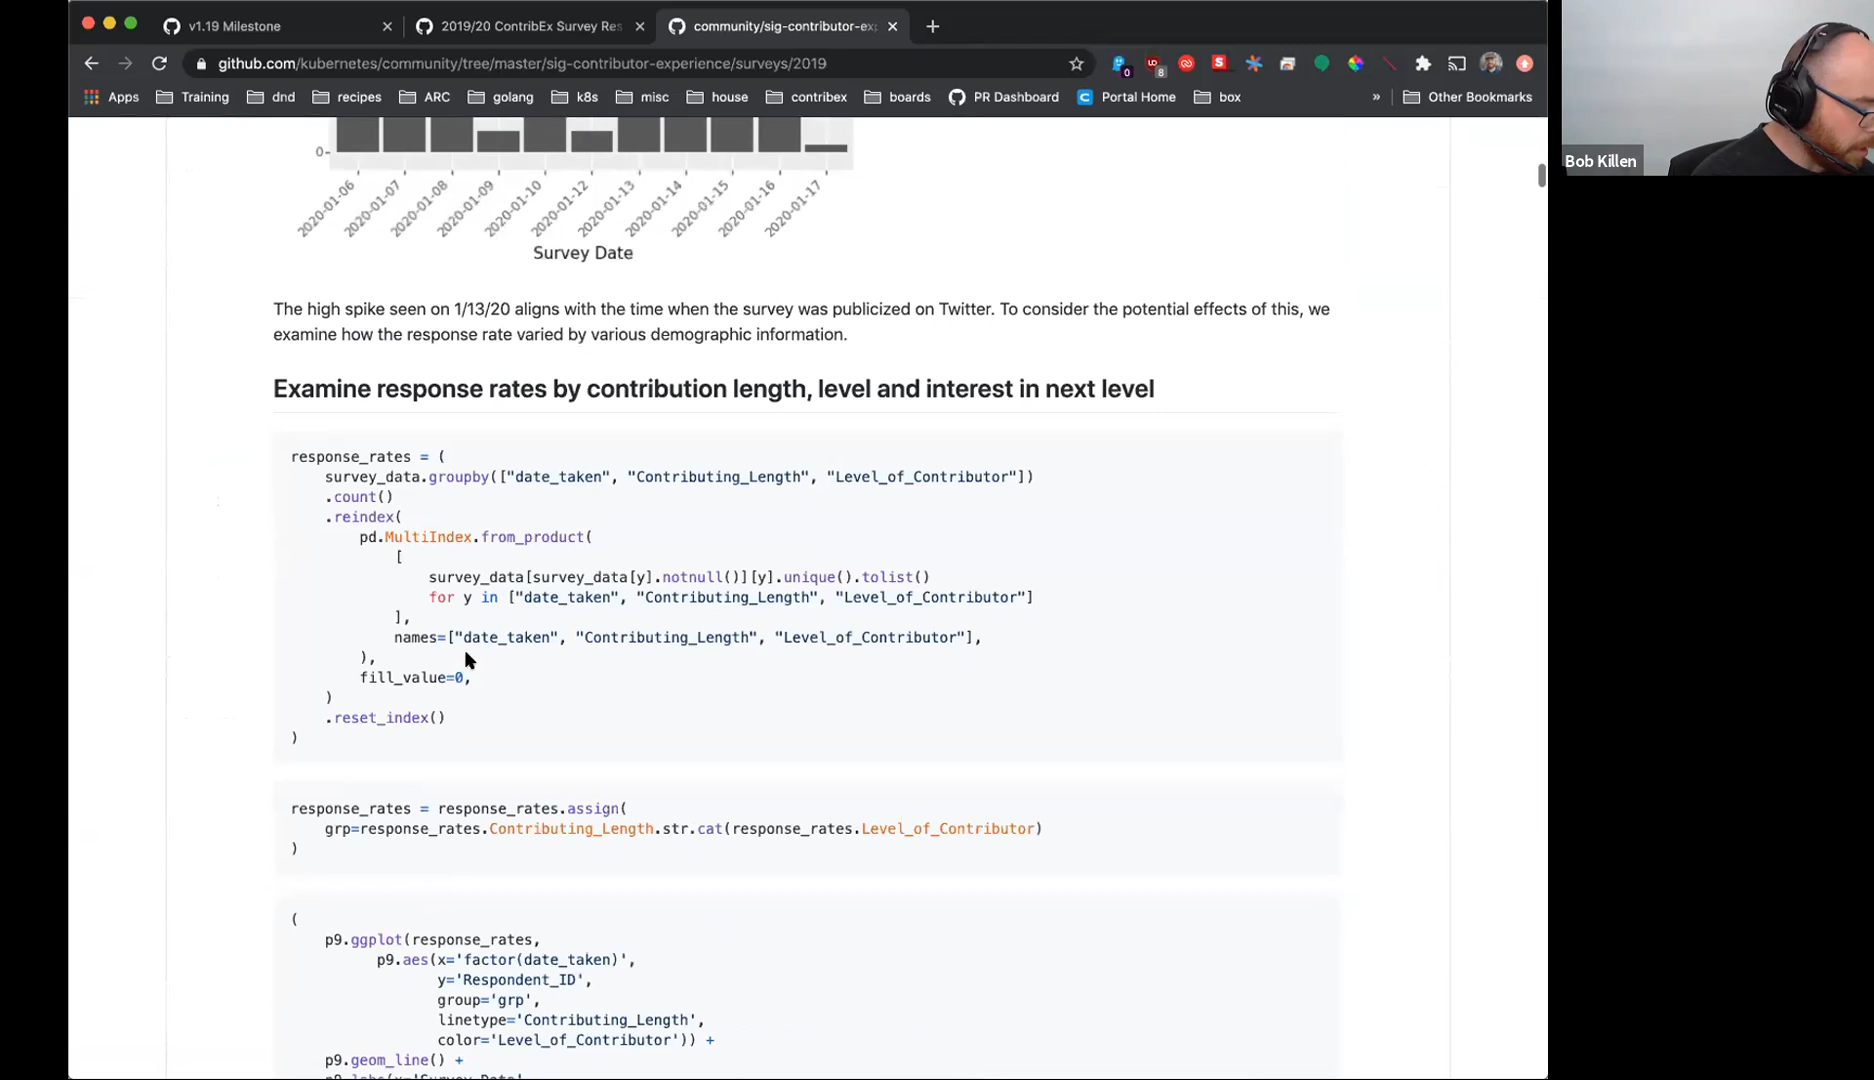 v1.19 Milestone
2019/20 ContribEx Survey Res
community/sig-contributor-exp
github.com/kubernetes/community/tree/master/sig-contributor-experience/surveys/2019
0
8
S
Apps
Training
dnd
recipes
ARC
golang
k8s
misc
house
contribex
boards
PR Dashboard
Portal Home
box
»
Other Bookmarks
Bob Killen
0-
2020-01-06
2020-01-07
2020-01-08
2020-01-09
2020-01-10
2020-01-12
2020-01-13
2020-01-14
2020-01-15
2020-01-16
2020-01-17
Survey Date
The high spike seen on 1/13/20 aligns with the time when the survey was publicized on Twitter. To consider the potential effects of this, we
examine how the response rate varied by various demographic information.
Examine response rates by contribution length, level and interest in next level
response_rates = (
survey_data.groupby(["date_taken", "Contributing_Length", "Level_of_Contributor"])
.count()
.reindex(
pd.MultiIndex.from_product(
[
survey_data[survey_data[y].notnull()][y].unique().tolist()
for y in ["date_taken", "Contributing_Length", "Level_of_Contributor"]
],
names=["date_taken", "Contributing_Length", "Level_of_Contributor"],
),
fill_value=0,
)
.reset_index()
)
response_rates = response_rates.assign(
grp=response_rates.Contributing_Length.str.cat(response_rates.Level_of_Contributor)
)
(
p9.ggplot(response_rates,
p9.aes(x='factor(date_taken)',
y='Respondent_ID',
group='grp',
linetype='Contributing_Length',
color='Level_of_Contributor')) +
p9.geom_line() +
p9.labs(x='Survey Date',